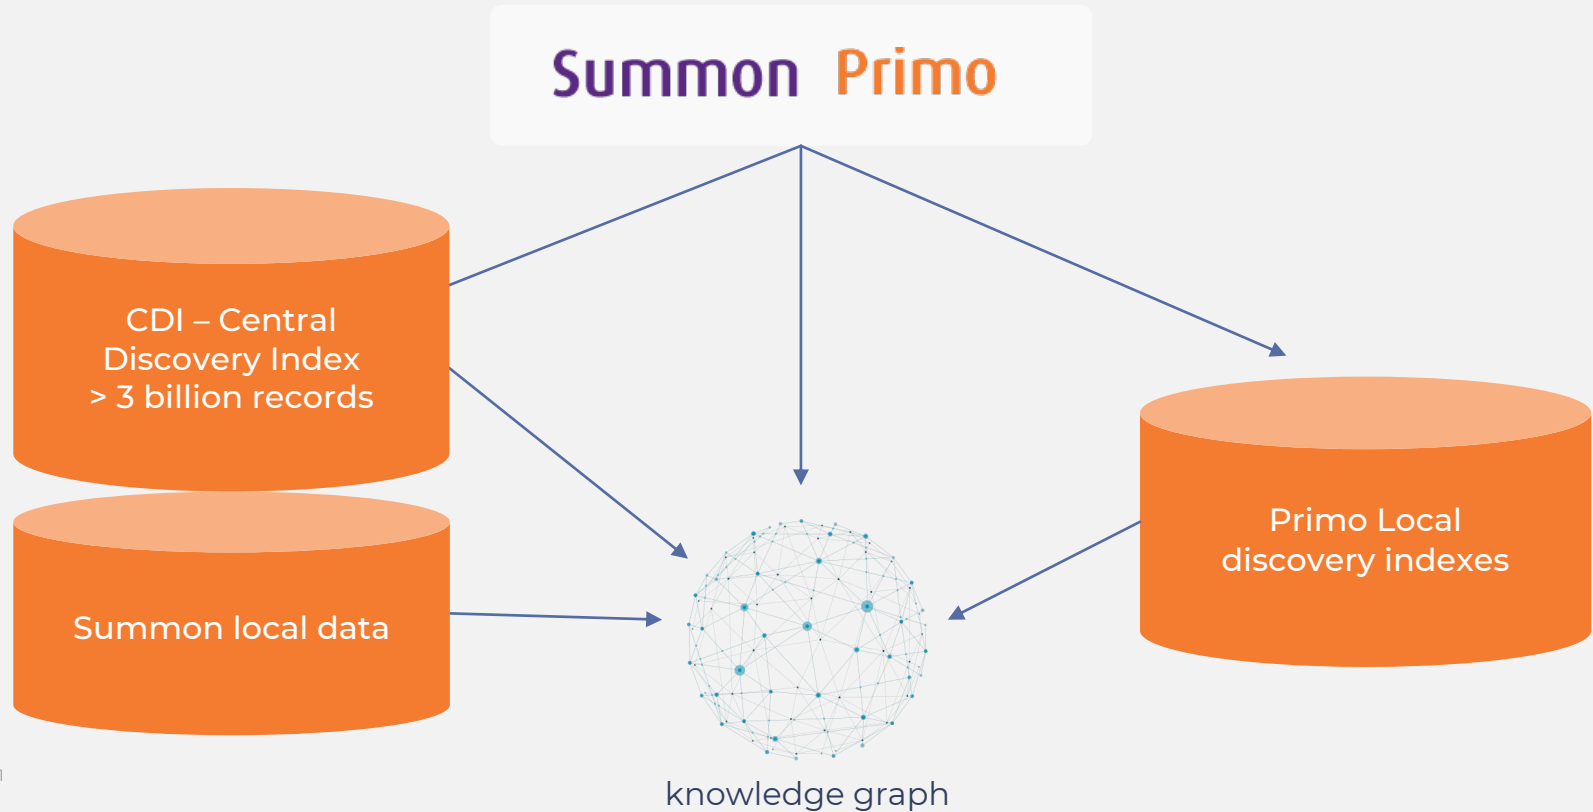 Summon Primo
CDI – Central
Discovery Index
> 3 billion records
Summon local data
Primo Local
discovery indexes
knowledge graph